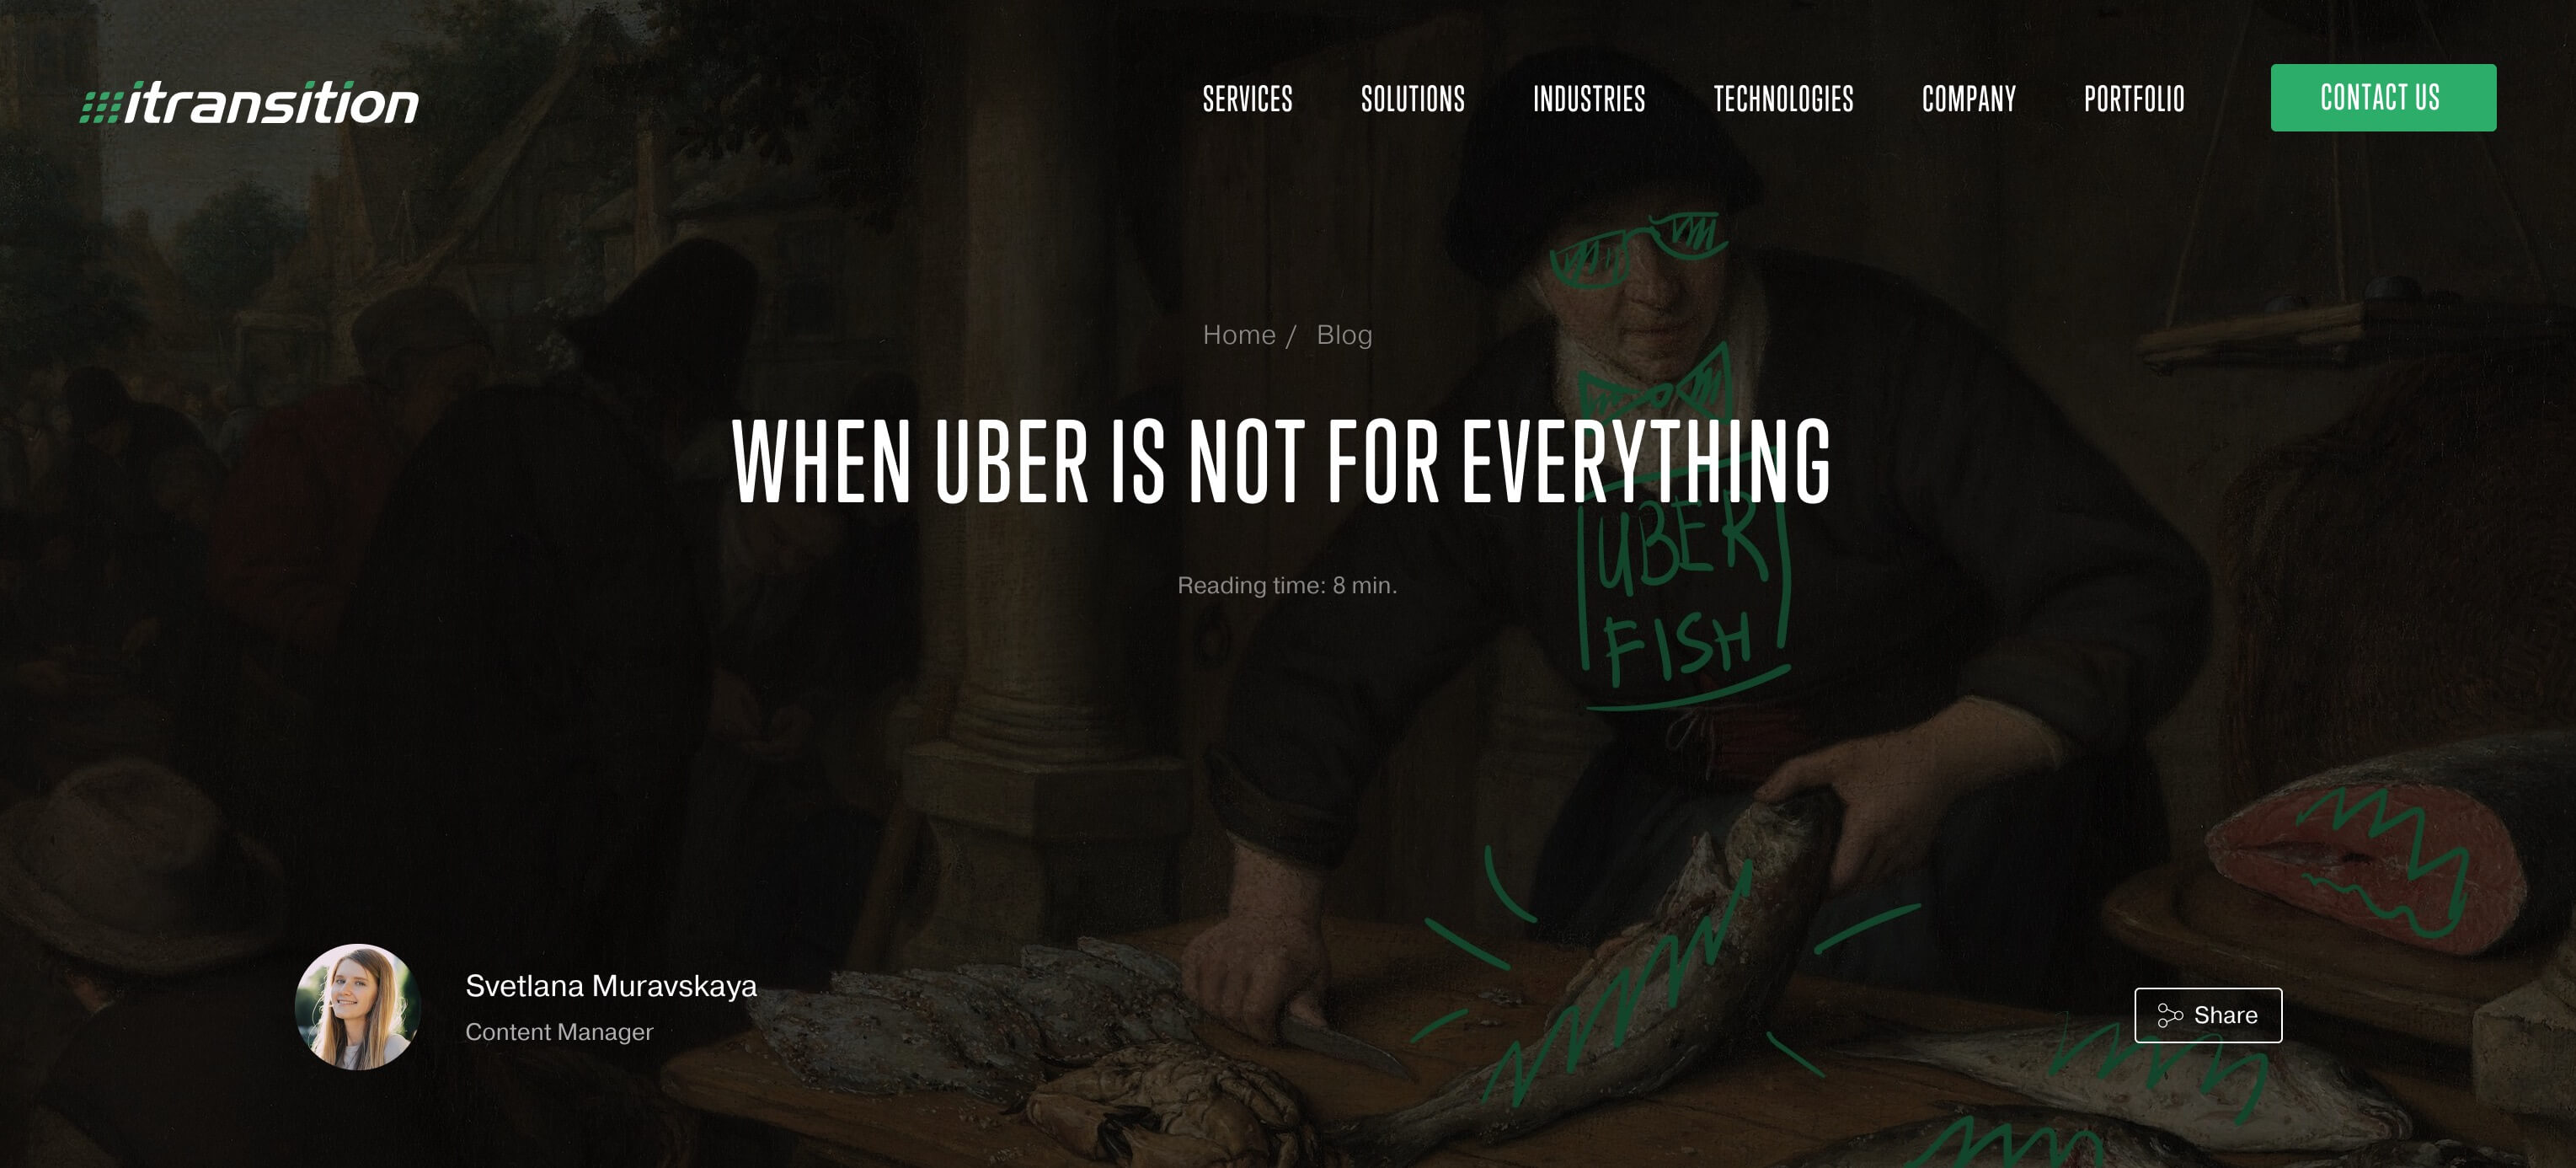 itransition
SERVICES
SOLUTIONS
INDUSTRIES
TECHNOLOGIES
COMPANY
PORTFOLIO
CONTACT US
Home / Blog
WHEN UBER IS NOT FOR EVERYTHING
UBER
FISH
Reading time: 8 min.
Svetlana Muravskaya
Content Manager
Share